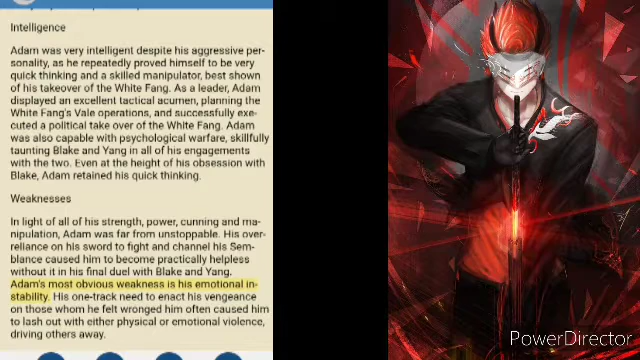 Intelligence
Adam was very intelligent despite his aggressive per-
sonality, as he repeatedly proved himself to be very
quick thinking and a skilled manipulator, best shown
of his takeover of the White Fang. As a leader, Adam
displayed an excellent tactical acumen, planning the
White Fang's Vale operations, and successfully exe-
cuted a political take over of the White Fang. Adam
was also capable with psychological warfare, skillfully
taunting Blake and Yang in all of his engagements
with the two. Even at the height of his obsession with
Blake, Adam retained his quick thinking.
Weaknesses
In light of all of his strength, power, cunning and ma-
nipulation, Adam was far from unstoppable. His over-
reliance on his sword to fight and channel his Sem-
blance caused him to become practically helpless
without it in his final duel with Blake and Yang.
Adam's most obvious weakness is his emotional in-
stability. His one-track need to enact his vengeance
on those whom he felt wronged him often caused him
to lash out with either physical or emotional violence,
driving others away.
PowerDirector